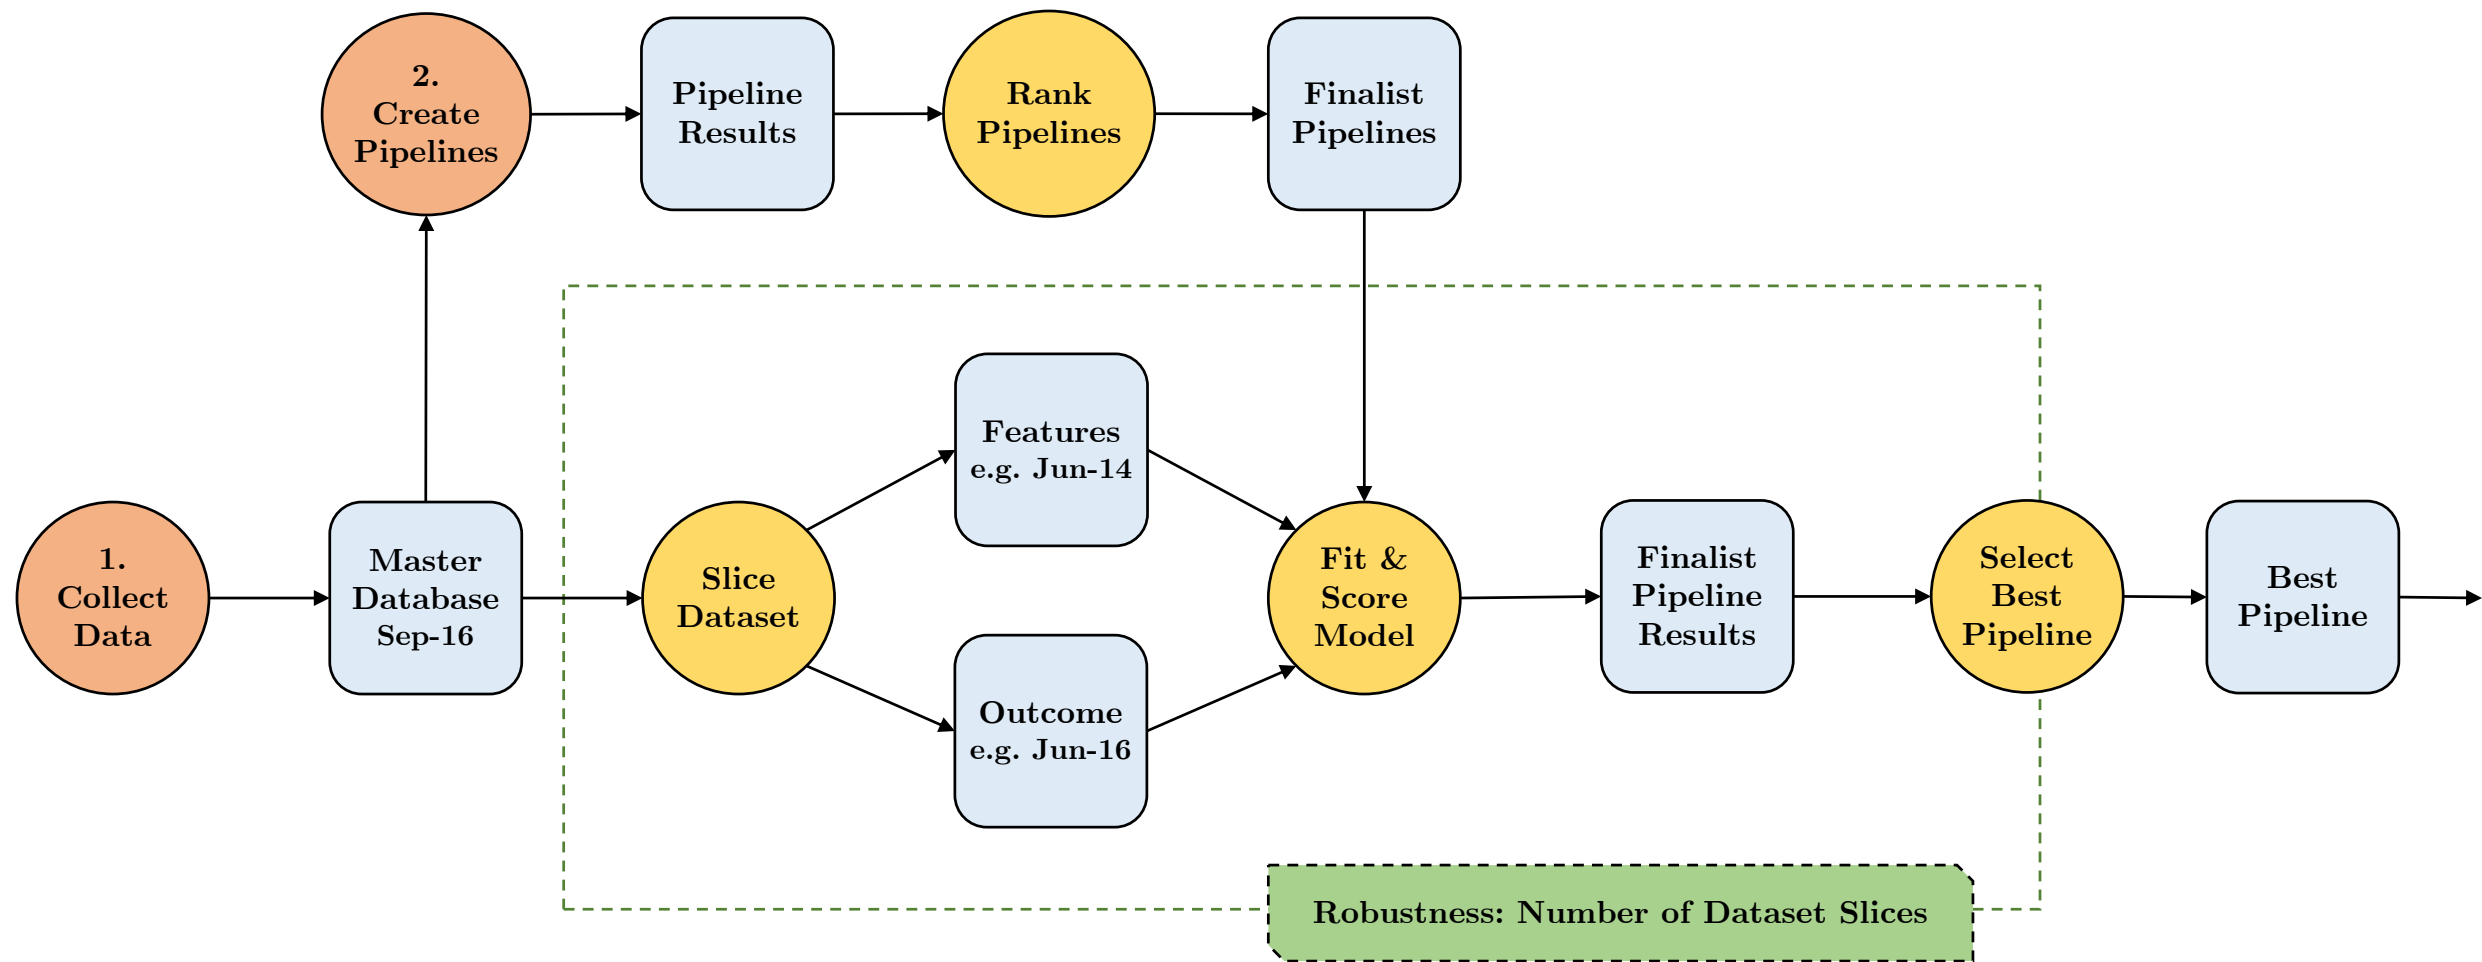 2.
Create
Pipelines
Pipeline
Results
Rank
Pipelines
Finalist
Pipelines
1.
Collect
Data
Master
Database
Sep-16
Slice
Dataset
Features
e.g. Jun-14
Outcome
e.g. Jun-16
Fit &
Score
Model
Finalist
Pipeline
Results
Select
Best
Pipeline
Best
Pipeline
Robustness: Number of Dataset Slices